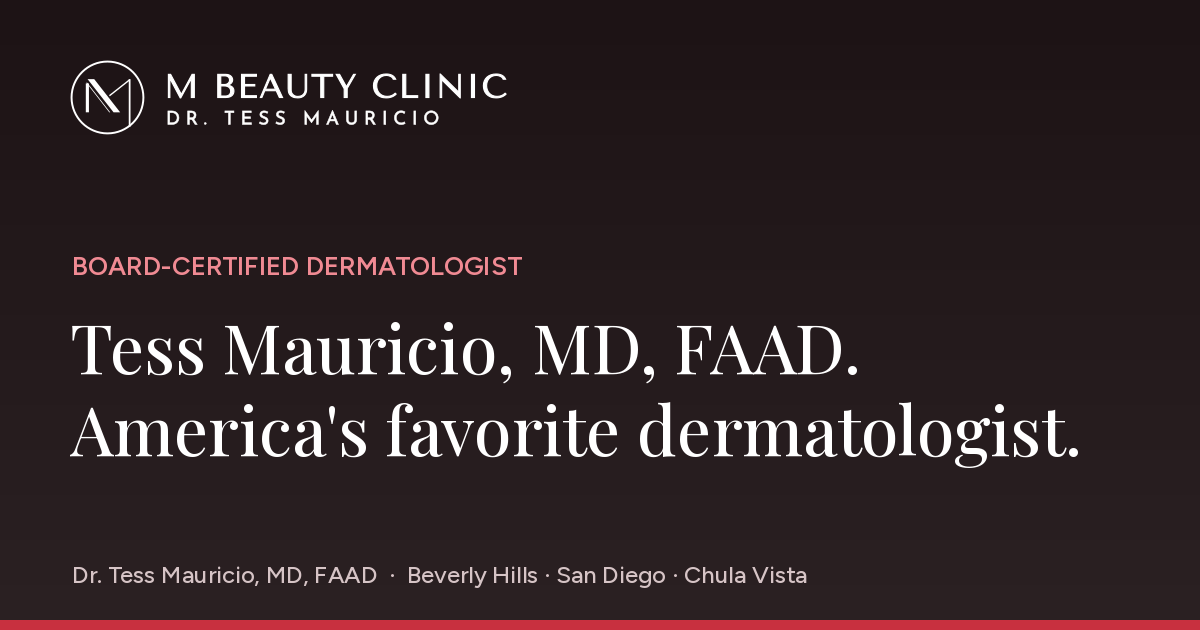 M BEAUTY CLINIC
DR. TESS MAURICIO
BOARD-CERTIFIED DERMATOLOGIST
Tess Mauricio, MD, FAAD.
America's favorite dermatologist.
Dr. Tess Mauricio, MD, FAAD · Beverly Hills · San Diego · Chula Vista